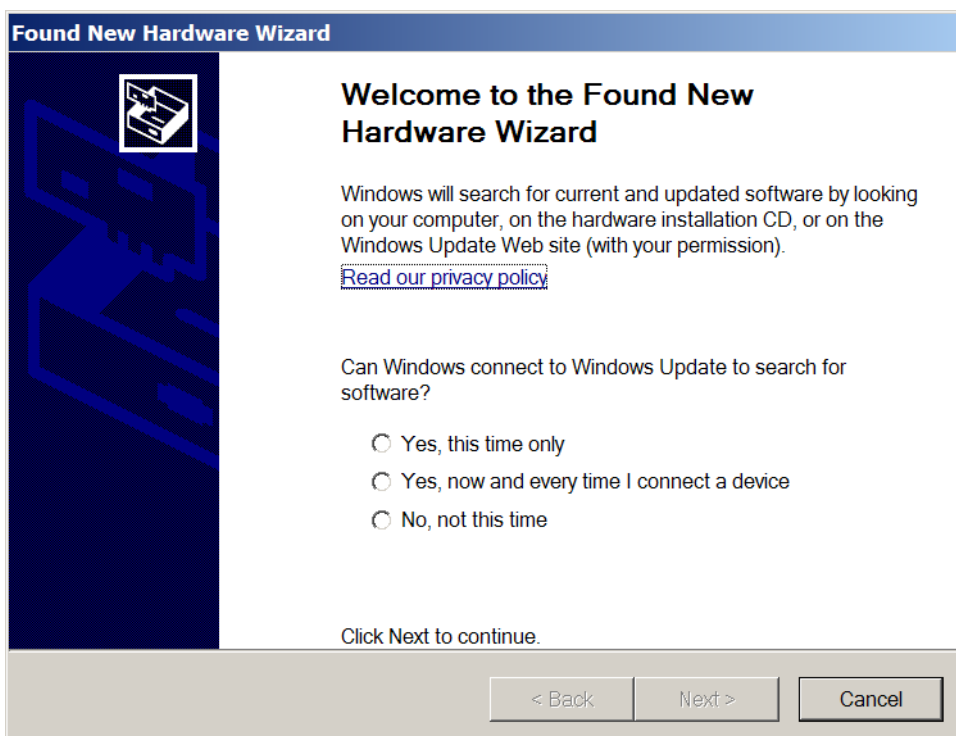 Found New Hardware Wizard
Welcome to the Found New
Hardware Wizard
Windows will search for current and updated software by looking
on your computer, on the hardware installation CD, or on the
Windows Update Web site (with your permission).
Read our privacy policy
Can Windows connect to Windows Update to search for
software?
Yes, this time only
Yes, now and every time I connect a device
No, not this time
Click Next to continue.
< Back Next > Cancel